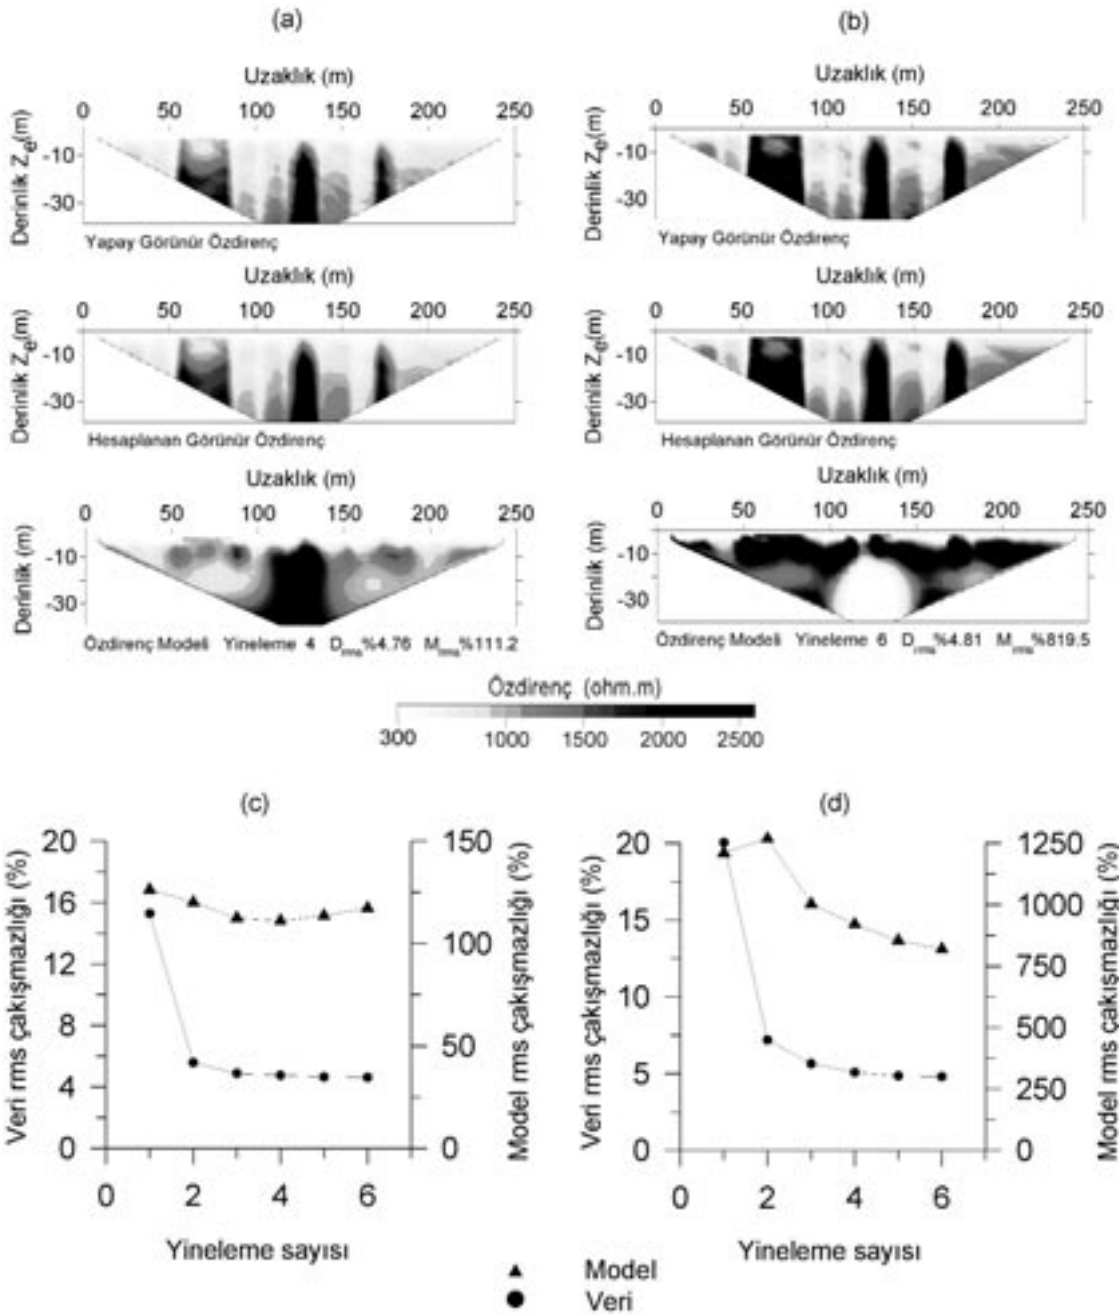 (a)
Uzaklık (m)
0 50 100 150 200 250
Derinlik Ze(m)
-10
-30
Yapay Görünür Özdirenç
Uzaklık (m)
0 50 100 150 200 250
Derinlik Ze(m)
-10
-30
Hesaplanan Görünür Özdirenç
Uzaklık (m)
0 50 100 150 200 250
Derinlik (m)
-10
-30
Özdirenç Modeli Yineleme 4 Drms%4.76 Mrms%111.2
(b)
Uzaklık (m)
0 50 100 150 200 250
Derinlik Ze(m)
-10
-30
Yapay Görünür Özdirenç
Uzaklık (m)
0 50 100 150 200 250
Derinlik Ze(m)
-10
-30
Hesaplanan Görünür Özdirenç
Uzaklık (m)
0 50 100 150 200 250
Derinlik (m)
-10
-30
Özdirenç Modeli Yineleme 6 Drms%4.81 Mrms%819.5
Özdirenç (ohm.m)
300 1000 1500 2000 2500
(c)
Veri rms çakışmazlığı (%)
20
16
12
8
4
0
150
100
50
0
Model rms çakışmazlığı (%)
0 2 4 6
Yineleme sayısı
(d)
Veri rms çakışmazlığı (%)
20
15
10
5
0
1250
1000
750
500
250
0
Model rms çakışmazlığı (%)
0 2 4 6
Yineleme sayısı
Model
Veri